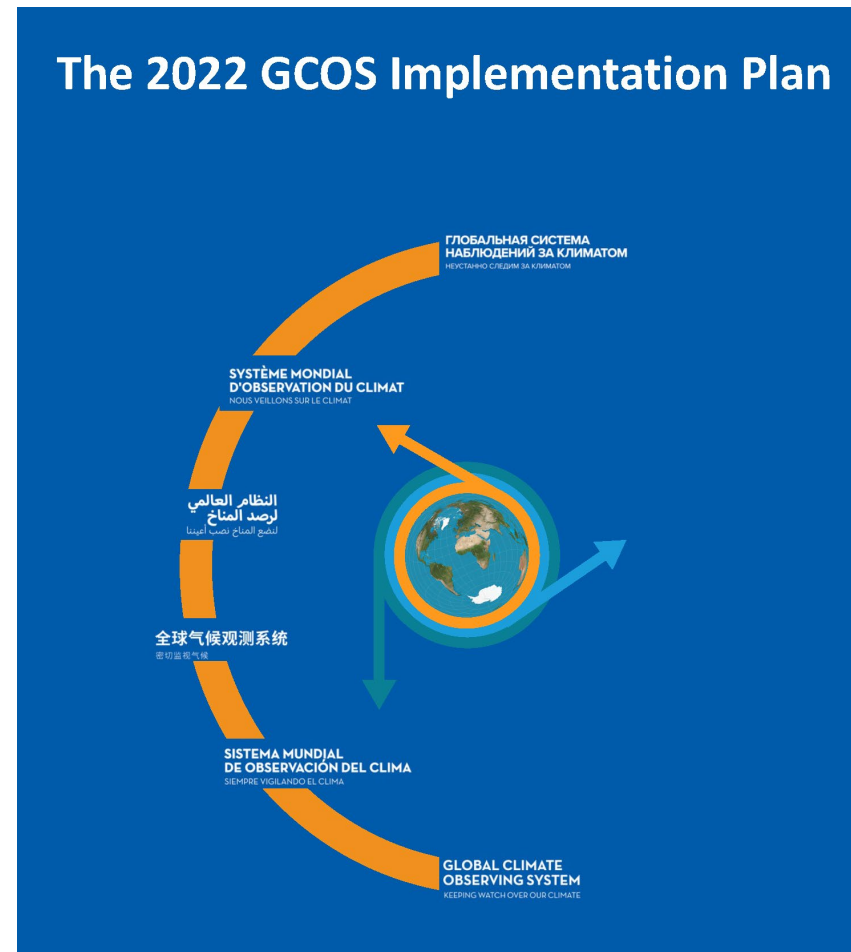 The 2022 GCOS Implementation Plan
ГЛОБАЛЬНАЯ СИСТЕМА
НАБЛЮДЕНИЙ ЗА КЛИМАТОМ
НЕУСТАННО СЛЕДИМ ЗА КЛИМАТОМ
SYSTÈME MONDIAL
D'OBSERVATION DU CLIMAT
NOUS VEILLONS SUR LE CLIMAT
النظام العالمي
لرصد المناخ
لنضع المناخ نصب أعيننا
全球气候观测系统
密切监视气候
SISTEMA MUNDIAL
DE OBSERVACIÓN DEL CLIMA
SIEMPRE VIGILANDO EL CLIMA
GLOBAL CLIMATE
OBSERVING SYSTEM
KEEPING WATCH OVER OUR CLIMATE